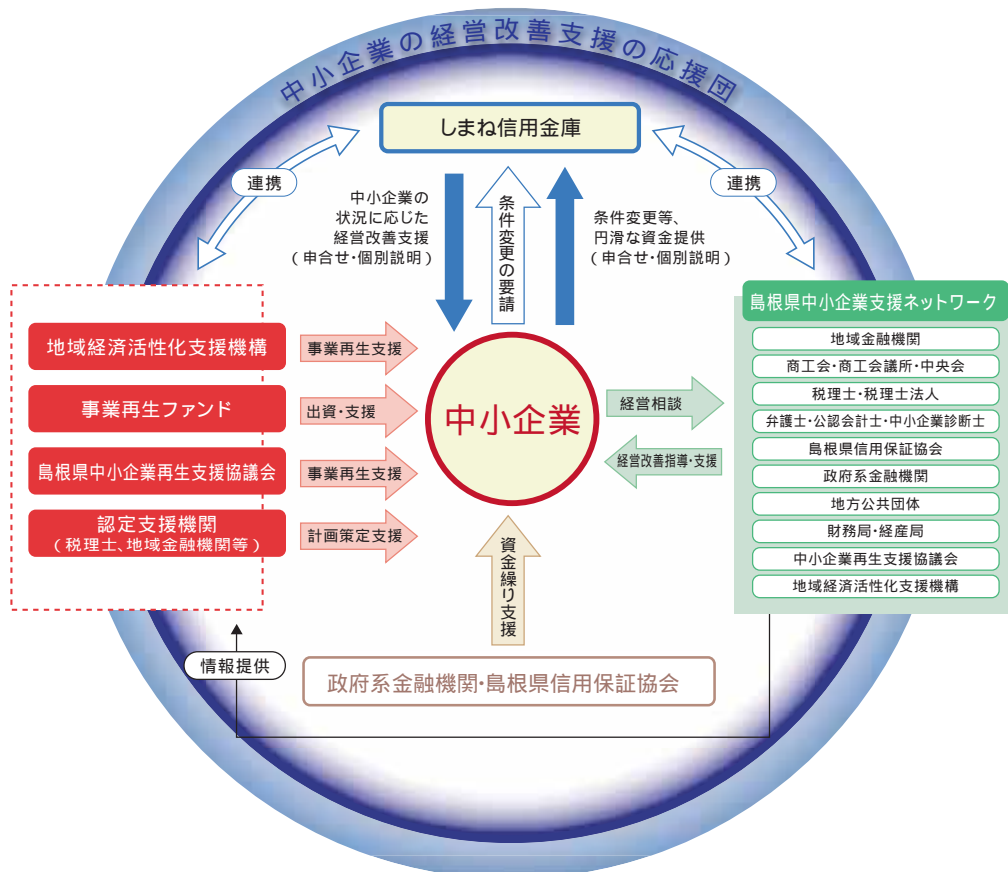 中小企業の経営改善支援の応援団
しまね信用金庫
連携
連携
中小企業の
状況に応じた
経営改善支援
(申合せ・個別説明)
条件変更の要請
条件変更等、
円滑な資金提供
(申合せ・個別説明)
地域経済活性化支援機構
事業再生支援
事業再生ファンド
出資・支援
島根県中小企業再生支援協議会
事業再生支援
認定支援機関
(税理士、地域金融機関等)
計画策定支援
中小企業
経営相談
経営改善指導・支援
島根県中小企業支援ネットワーク
地域金融機関
商工会・商工会議所・中央会
税理士・税理士法人
弁護士・公認会計士・中小企業診断士
島根県信用保証協会
政府系金融機関
地方公共団体
財務局・経産局
中小企業再生支援協議会
地域経済活性化支援機構
資金繰り支援
情報提供
政府系金融機関・島根県信用保証協会